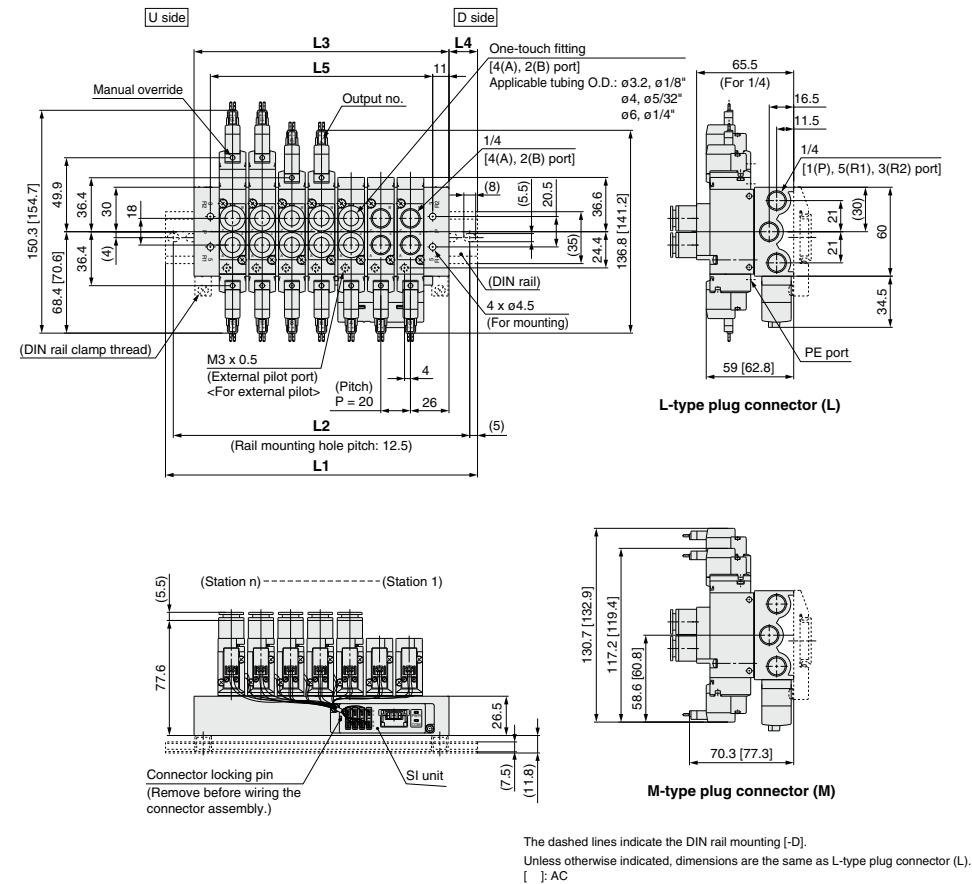 U side
D side
L3
L4
L5
11
One-touch fitting
[4(A), 2(B) port]
Applicable tubing O.D.: ø3.2, ø1/8"
ø4, ø5/32"
ø6, ø1/4"
Manual override
Output no.
1/4
[4(A), 2(B) port]
(8)
150.3 [154.7]
68.4 [70.6]
49.9
36.4
36.4
30
(4)
18
(5.5)
20.5
(35)
36.6
24.4
136.8 [141.2]
(DIN rail)
4 x ø4.5
(For mounting)
(DIN rail clamp thread)
M3 x 0.5
(External pilot port)
<For external pilot>
(Pitch)
P = 20
4
26
L2
(5)
(Rail mounting hole pitch: 12.5)
L1
65.5
(For 1/4)
16.5
11.5
1/4
[1(P), 5(R1), 3(R2) port]
21
21
(30)
60
34.5
PE port
59 [62.8]
L-type plug connector (L)
(5.5)
77.6
(Station n)
(Station 1)
26.5
(7.5)
(11.8)
Connector locking pin
(Remove before wiring the
connector assembly.)
SI unit
130.7 [132.9]
117.2 [119.4]
58.6 [60.8]
70.3 [77.3]
M-type plug connector (M)
The dashed lines indicate the DIN rail mounting [-D].
Unless otherwise indicated, dimensions are the same as L-type plug connector (L).
[ ]: AC